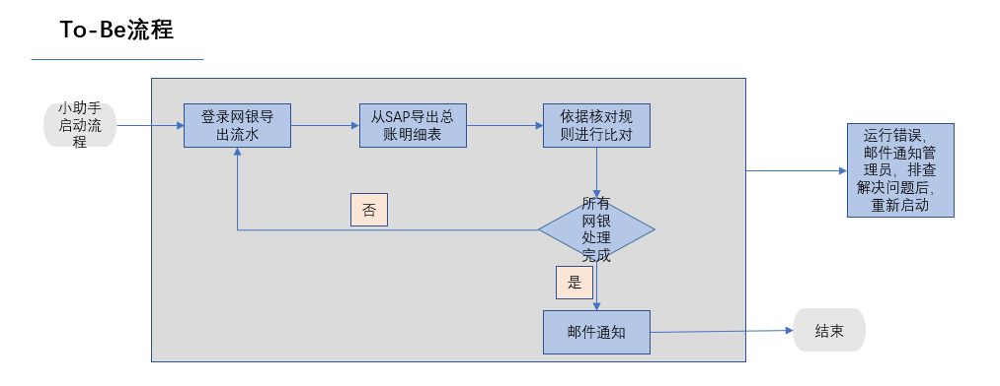 To-Be流程
小助手
启动流
程
登录网银导
出流水
从SAP导出总
账明细表
依据核对规
则进行比对
运行错误，
邮件通知管
理员，排查
解决问题后，
重新启动
否
所有
网银
处理
完成
是
邮件通知
结束